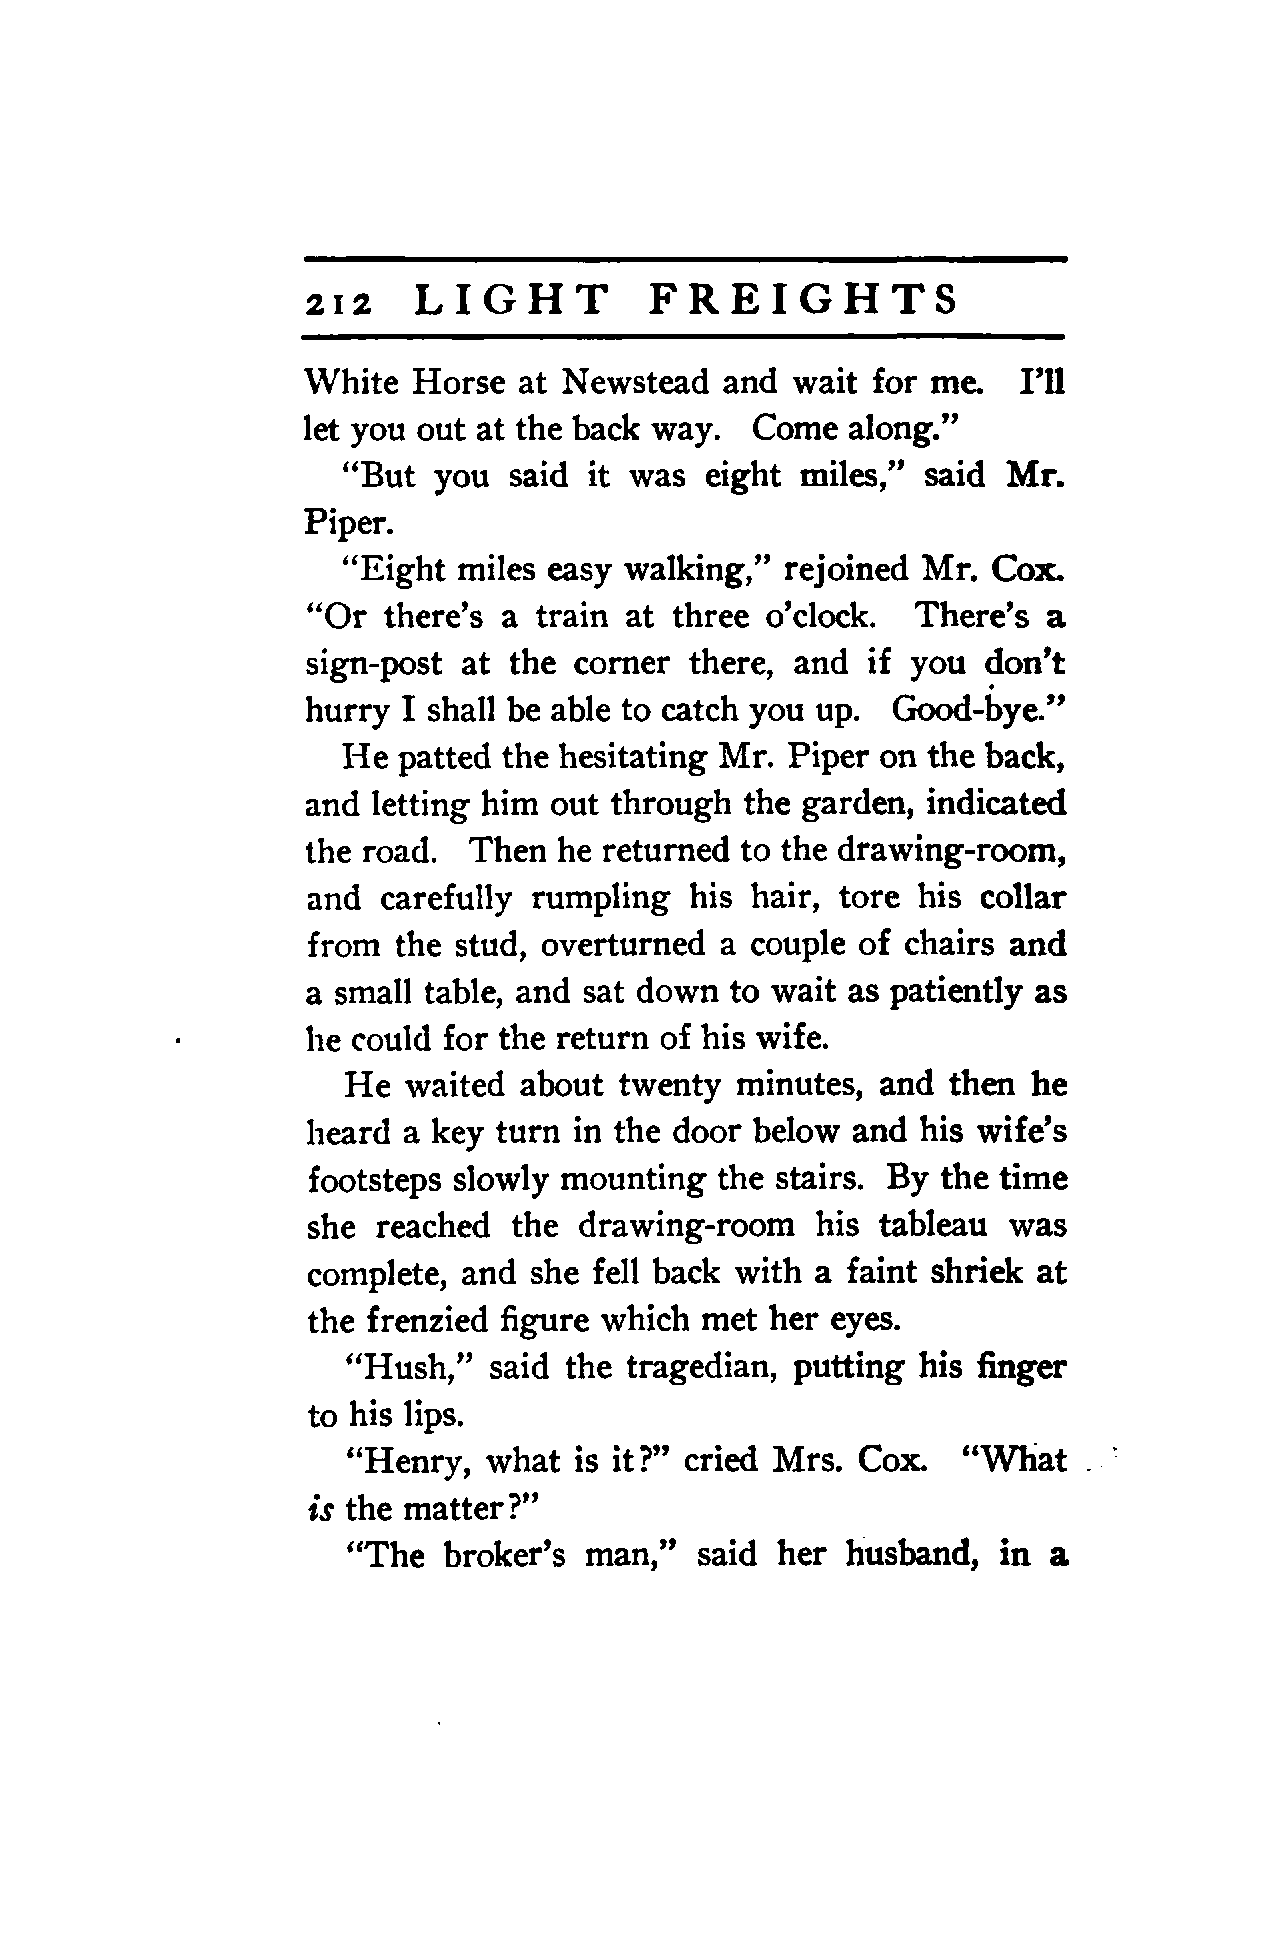 212 LIGHT FREIGHTS
White Horse at Newstead and wait for me. I'll
let you out at the back way. Come along."
"But you said it was eight miles," said Mr.
Piper.
"Eight miles easy walking," rejoined Mr. Cox.
"Or there's a train at three o'clock. There's a
sign-post at the corner there, and if you don't
hurry I shall be able to catch you up. Good-bye."
He patted the hesitating Mr. Piper on the back,
and letting him out through the garden, indicated
the road. Then he returned to the drawing-room,
and carefully rumpling his hair, tore his collar
from the stud, overturned a couple of chairs and
a small table, and sat down to wait as patiently as
he could for the return of his wife.
He waited about twenty minutes, and then he
heard a key turn in the door below and his wife's
footsteps slowly mounting the stairs. By the time
she reached the drawing-room his tableau was
complete, and she fell back with a faint shriek at
the frenzied figure which met her eyes.
"Hush," said the tragedian, putting his finger
to his lips.
"Henry, what is it?" cried Mrs. Cox. "What
is the matter?"
"The broker's man," said her husband, in a